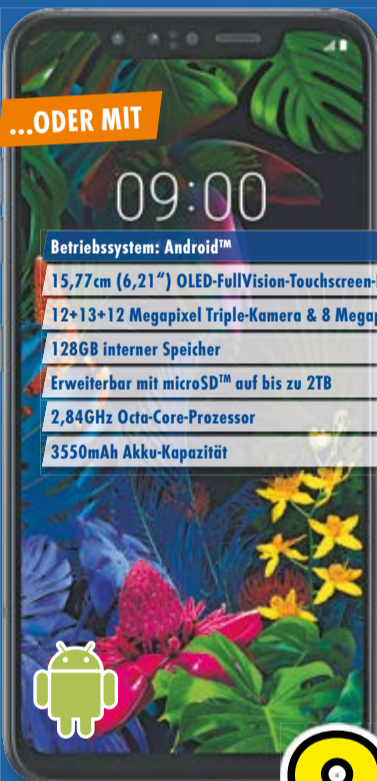 ...ODER MIT
09:00
Betriebssystem: Android™
15,77cm (6,21”) OLED-FullVision-Touchscreen-
12+13+12 Megapixel Triple-Kamera & 8 Megap
128GB interner Speicher
Erweiterbar mit microSD™ auf bis zu 2TB
2,84GHz Octa-Core-Prozessor
3550mAh Akku-Kapazität